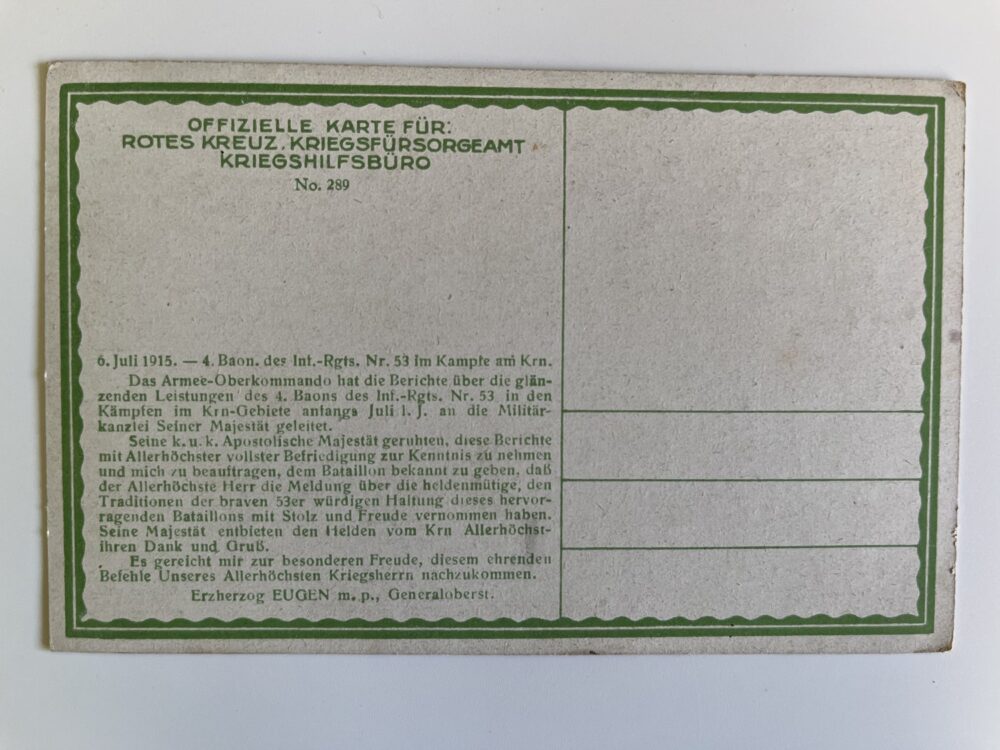 OFFIZIELLE KARTE FÜR:
ROTES KREUZ, KRIEGSFÜRSORGEAMT
KRIEGSHILFSBÜRO
No. 289
6. Juli 1915. — 4. Baon. des Inf.-Rgts. Nr. 53 im Kampfe am Krn.
Das Armee-Oberkommando hat die Berichte über die glän-
zenden Leistungen des 4. Baons des Inf.-Rgts. Nr. 53 in den
Kämpfen im Krn-Gebiete anfangs Juli l. J. an die Militär-
kanzlei Seiner Majestät geleitet.
Seine k. u. k. Apostolische Majestät geruhten, diese Berichte
mit Allerhöchster vollster Befriedigung zur Kenntnis zu nehmen
und mich zu beauftragen, dem Bataillon bekannt zu geben, daß
der Allerhöchste Herr die Meldung über die heldenmütige, den
Traditionen der braven 53er würdigen Haltung dieses hervor-
ragenden Bataillons mit Stolz und Freude vernommen haben.
Seine Majestät entbieten den Helden vom Krn Allerhöchst-
ihren Dank und Gruß.
Es gereicht mir zur besonderen Freude, diesem ehrenden
Befehle Unseres Allerhöchsten Kriegsherrn nachzukommen.
Erzherzog EUGEN m. p., Generaloberst.